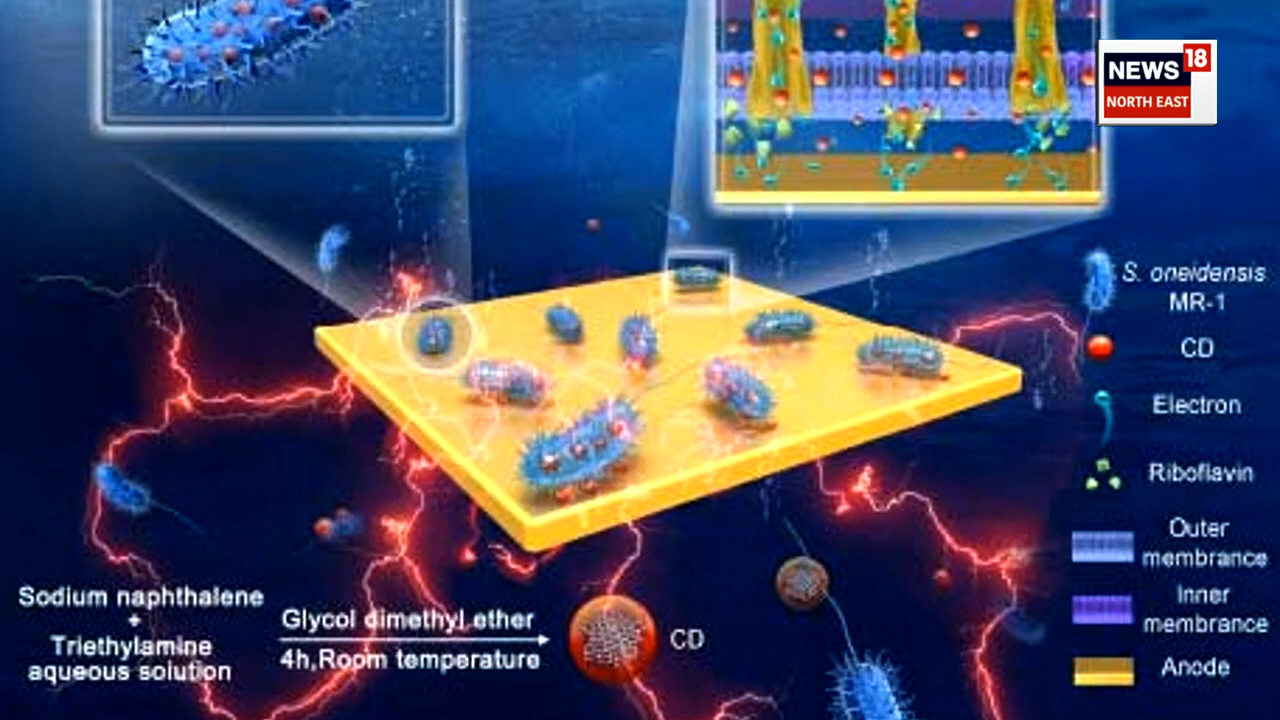 NEWS 18
NORTH EAST
S. oneidensis
MR-1
CD
Electron
Riboflavin
Outer
membrance
Inner
membrance
Anode
Sodium naphthalene
+
Triethylamine
aqueous solution
Glycol dimethyl ether
4h,Room temperature
CD